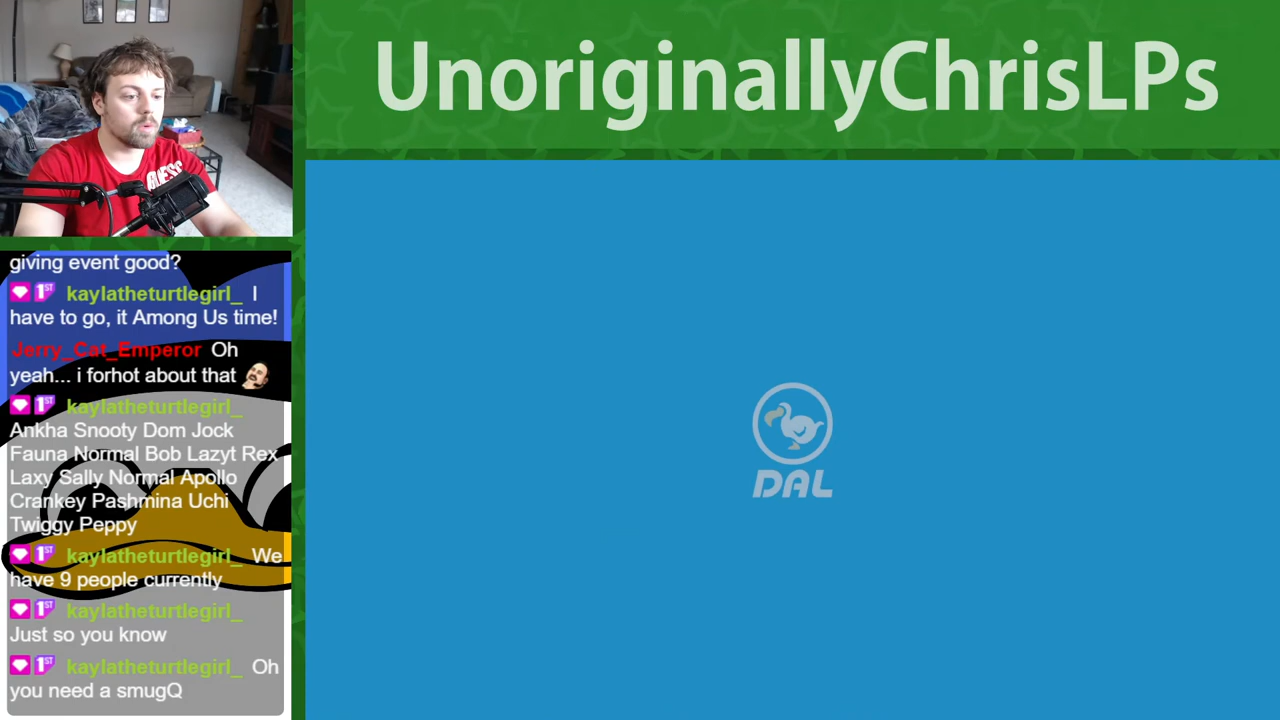 UnoriginallyChrisLPs
giving event good?
kaylatheturtlegirl_ I
have to go, it Among Us time!
Jerry_Cat_Emperor Oh
yeah... i forhot about that
kaylatheturtlegirl_
Ankha Snooty Dom Jock
Fauna Normal Bob Lazyt Rex
Laxy Sally Normal Apollo
Crankey Pashmina Uchi
Twiggy Peppy
kaylatheturtlegirl_ We
have 9 people currently
kaylatheturtlegirl_
Just so you know
kaylatheturtlegirl_ Oh
you need a smugQ
DAL